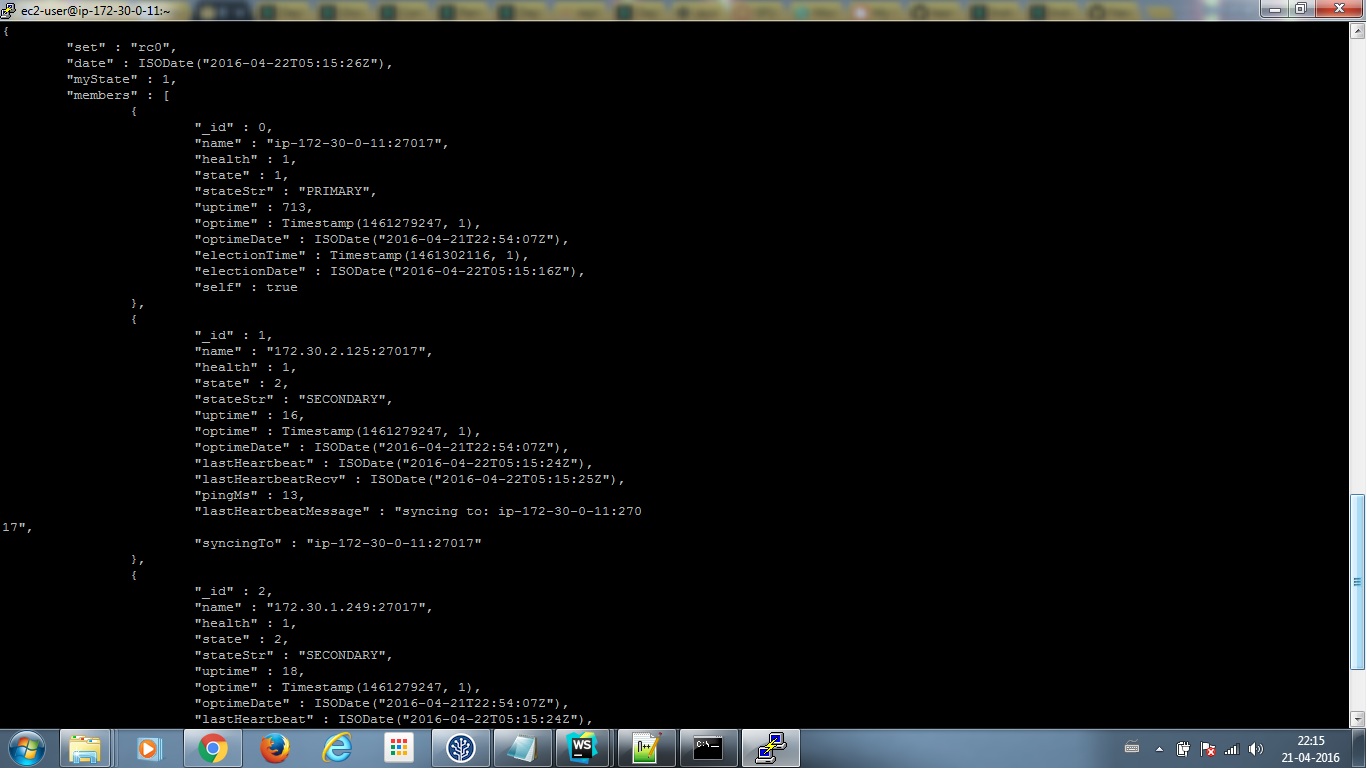 ec2-user@ip-172-30-0-11:~
{
"set" : "rc0",
"date" : ISODate("2016-04-22T05:15:26Z"),
"myState" : 1,
"members" : [
{
"_id" : 0,
"name" : "ip-172-30-0-11:27017",
"health" : 1,
"state" : 1,
"stateStr" : "PRIMARY",
"uptime" : 713,
"optime" : Timestamp(1461279247, 1),
"optimeDate" : ISODate("2016-04-21T22:54:07Z"),
"electionTime" : Timestamp(1461302116, 1),
"electionDate" : ISODate("2016-04-22T05:15:16Z"),
"self" : true
},
{
"_id" : 1,
"name" : "172.30.2.125:27017",
"health" : 1,
"state" : 2,
"stateStr" : "SECONDARY",
"uptime" : 16,
"optime" : Timestamp(1461279247, 1),
"optimeDate" : ISODate("2016-04-21T22:54:07Z"),
"lastHeartbeat" : ISODate("2016-04-22T05:15:24Z"),
"lastHeartbeatRecv" : ISODate("2016-04-22T05:15:25Z"),
"pingMs" : 13,
"lastHeartbeatMessage" : "syncing to: ip-172-30-0-11:270
17",
"syncingTo" : "ip-172-30-0-11:27017"
},
{
"_id" : 2,
"name" : "172.30.1.249:27017",
"health" : 1,
"state" : 2,
"stateStr" : "SECONDARY",
"uptime" : 18,
"optime" : Timestamp(1461279247, 1),
"optimeDate" : ISODate("2016-04-21T22:54:07Z"),
"lastHeartbeat" : ISODate("2016-04-22T05:15:24Z"),
WS
C:\_
22:15
21-04-2016